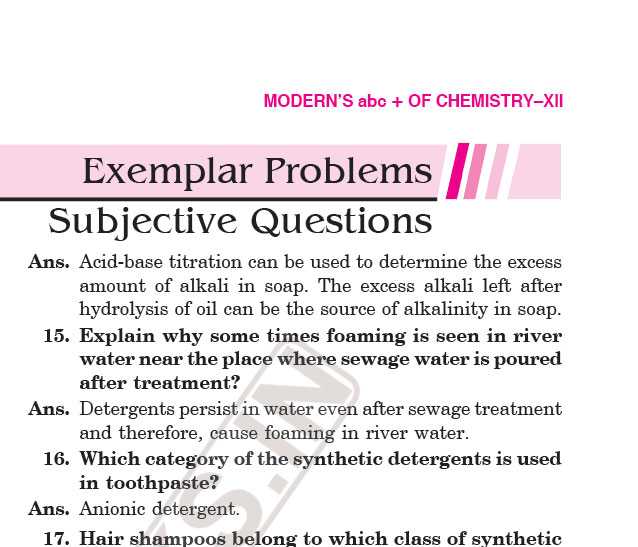 MODERN'S abc + OF CHEMISTRY–XII
Exemplar Problems
Subjective Questions
Ans. Acid-base titration can be used to determine the excess
amount of alkali in soap. The excess alkali left after
hydrolysis of oil can be the source of alkalinity in soap.
15. Explain why some times foaming is seen in river
water near the place where sewage water is poured
after treatment?
Ans. Detergents persist in water even after sewage treatment
and therefore, cause foaming in river water.
16. Which category of the synthetic detergents is used
in toothpaste?
Ans. Anionic detergent.
17. Hair shampoos belong to which class of synthetic
S.IN